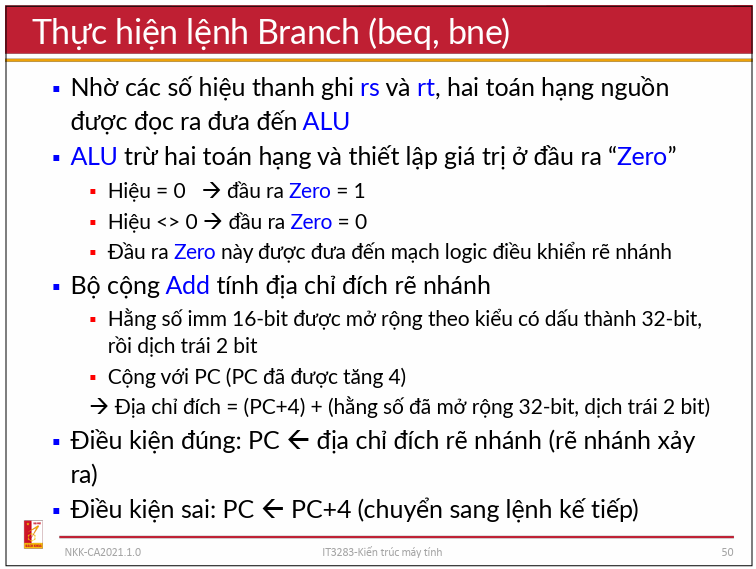 Thực hiện lệnh Branch (beq, bne)
▪ Nhờ các số hiệu thanh ghi rs và rt, hai toán hạng nguồn
được đọc ra đưa đến ALU
▪ ALU trừ hai toán hạng và thiết lập giá trị ở đầu ra “Zero”
▪ Hiệu = 0 → đầu ra Zero = 1
▪ Hiệu <> 0 → đầu ra Zero = 0
▪ Đầu ra Zero này được đưa đến mạch logic điều khiển rẽ nhánh
▪ Bộ cộng Add tính địa chỉ đích rẽ nhánh
▪ Hằng số imm 16-bit được mở rộng theo kiểu có dấu thành 32-bit,
rồi dịch trái 2 bit
▪ Cộng với PC (PC đã được tăng 4)
→ Địa chỉ đích = (PC+4) + (hằng số đã mở rộng 32-bit, dịch trái 2 bit)
▪ Điều kiện đúng: PC ← địa chỉ đích rẽ nhánh (rẽ nhánh xảy
ra)
▪ Điều kiện sai: PC ← PC+4 (chuyển sang lệnh kế tiếp)
NKK-CA2021.1.0 IT3283-Kiến trúc máy tính 50